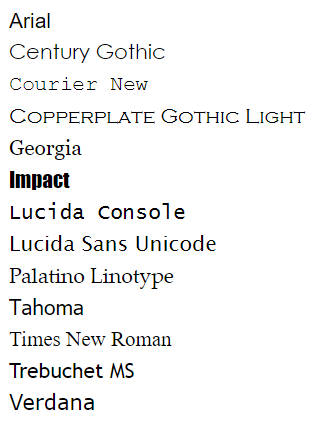 Arial
Century Gothic
Courier New
Copperplate Gothic Light
Georgia
Impact
Lucida Console
Lucida Sans Unicode
Palatino Linotype
Tahoma
Times New Roman
Trebuchet MS
Verdana